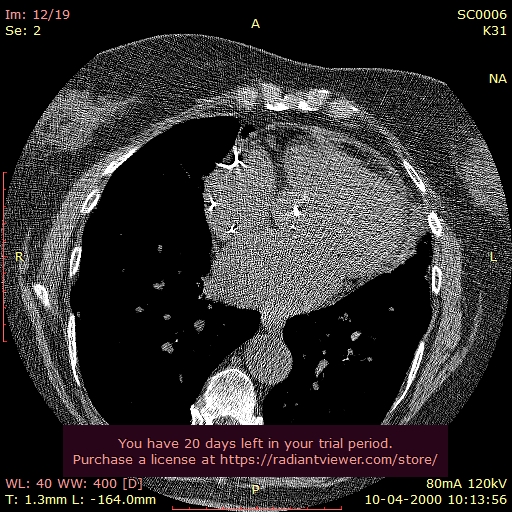 Im: 12/19
Se: 2
A
SC0006
K31
NA
R
L
You have 20 days left in your trial period.
Purchase a license at https://radiantviewer.com/store/
WL: 40 WW: 400 [D]
T: 1.3mm L: -164.0mm
P
80mA 120kV
10-04-2000 10:13:56